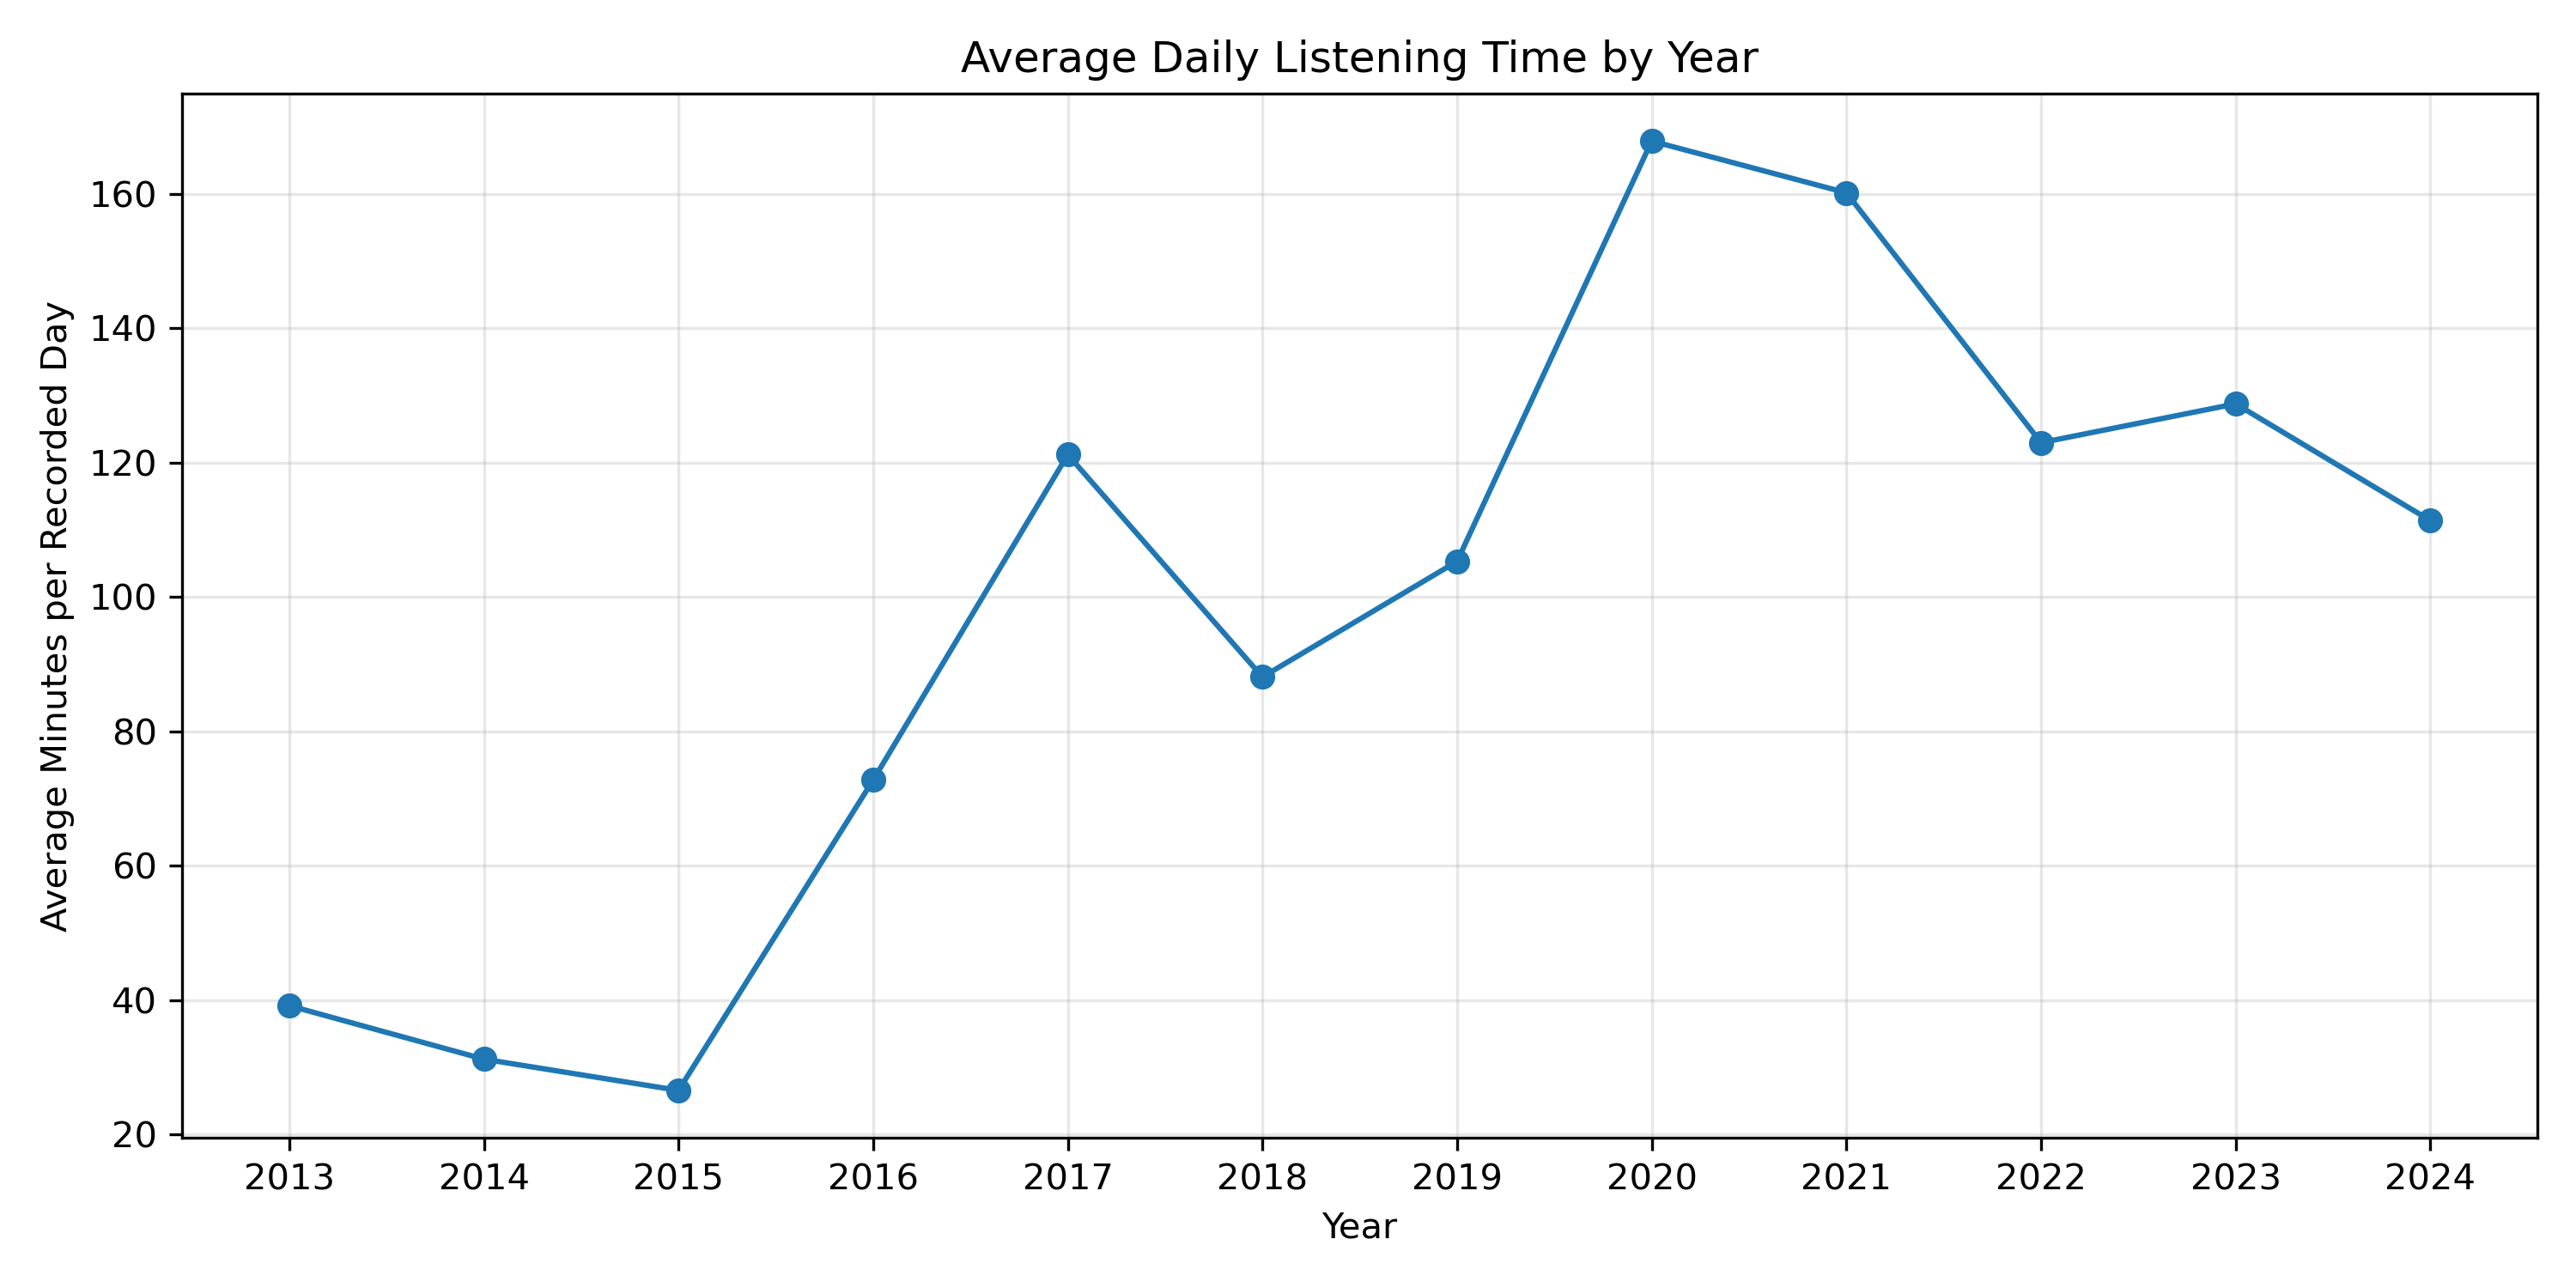 Average Daily Listening Time by Year
Average Minutes per Recorded Day
160
140
120
100
80
60
40
20
2013 2014 2015 2016 2017 2018 2019 2020 2021 2022 2023 2024
Year